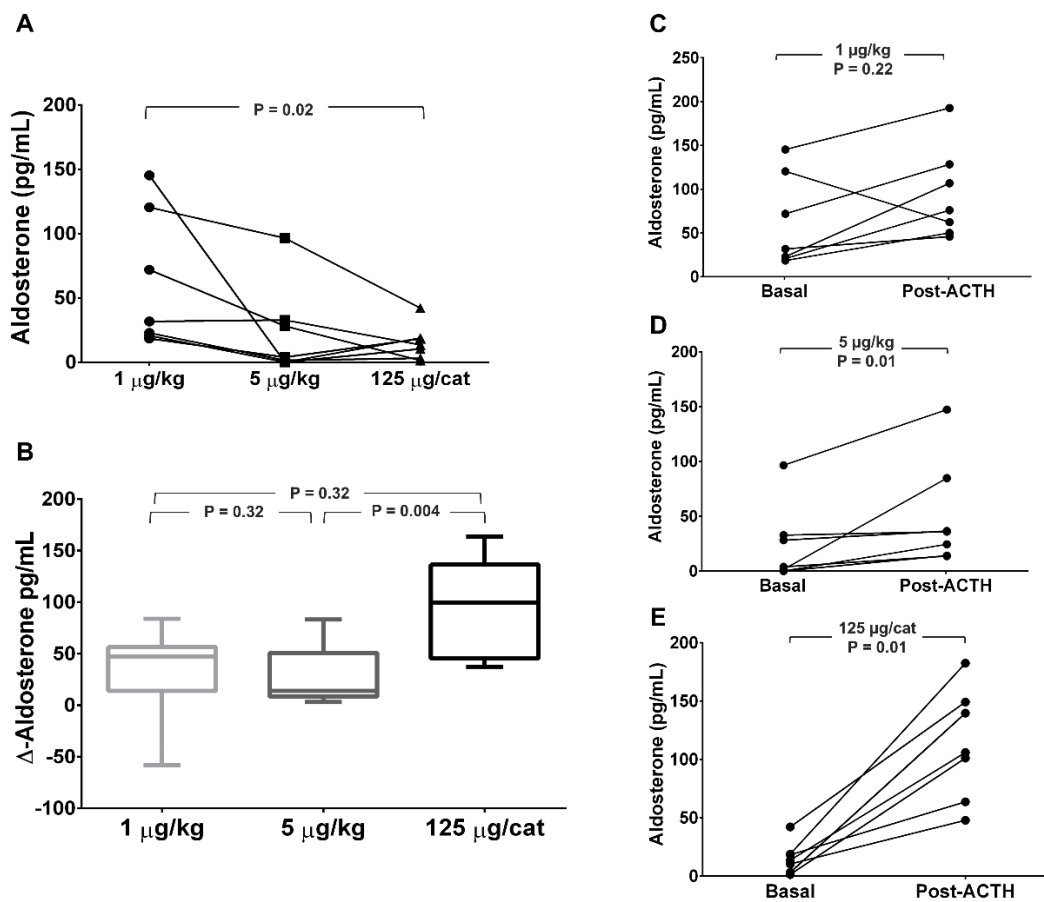 A
P = 0.02
Aldosterone (pg/mL)
200
150
100
50
0
1 μg/kg 5 μg/kg 125 μg/cat
B
P = 0.32
P = 0.32 P = 0.004
Δ-Aldosterone pg/mL
200
150
100
50
0
-50
-100
1 μg/kg 5 μg/kg 125 μg/cat
C
1 μg/kg
P = 0.22
Aldosterone (pg/mL)
250
200
150
100
50
0
Basal Post-ACTH
D
5 μg/kg
P = 0.01
Aldosterone (pg/mL)
200
150
100
50
0
Basal Post-ACTH
E
125 μg/cat
P = 0.01
Aldosterone (pg/mL)
200
150
100
50
0
Basal Post-ACTH